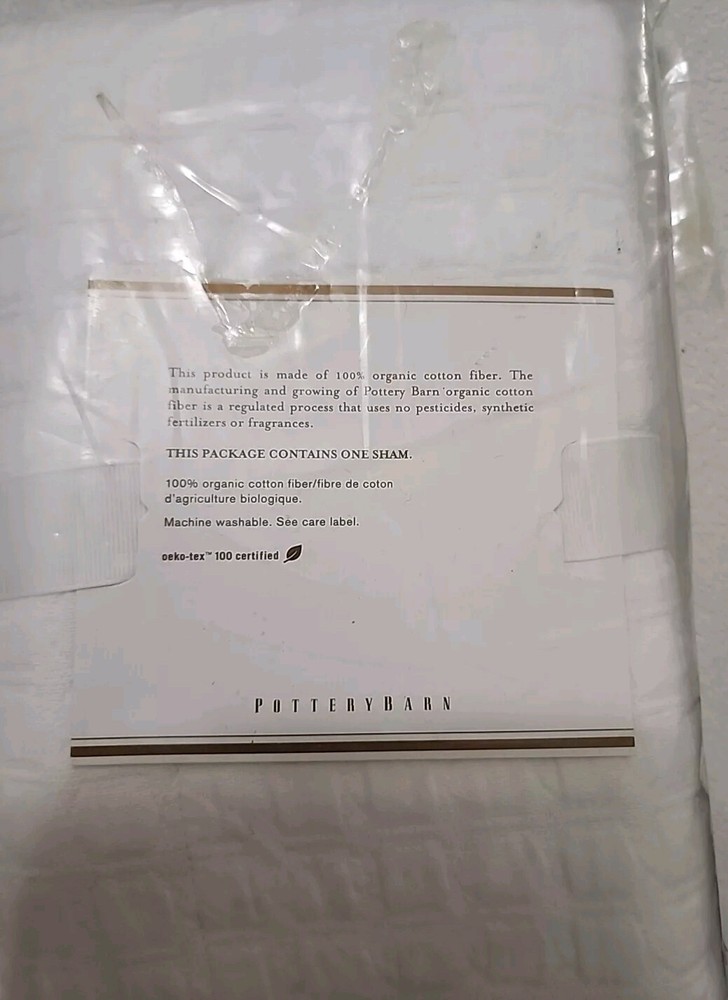 This product is made of 100% organic cotton fiber. The
manufacturing and growing of Pottery Barn organic cotton
fiber is a regulated process that uses no pesticides, synthetic
fertilizers or fragrances.
THIS PACKAGE CONTAINS ONE SHAM.
100% organic cotton fiber/fibre de coton
d'agriculture biologique.
Machine washable. See care label.
oeko-tex™ 100 certified
POTTERYBARN